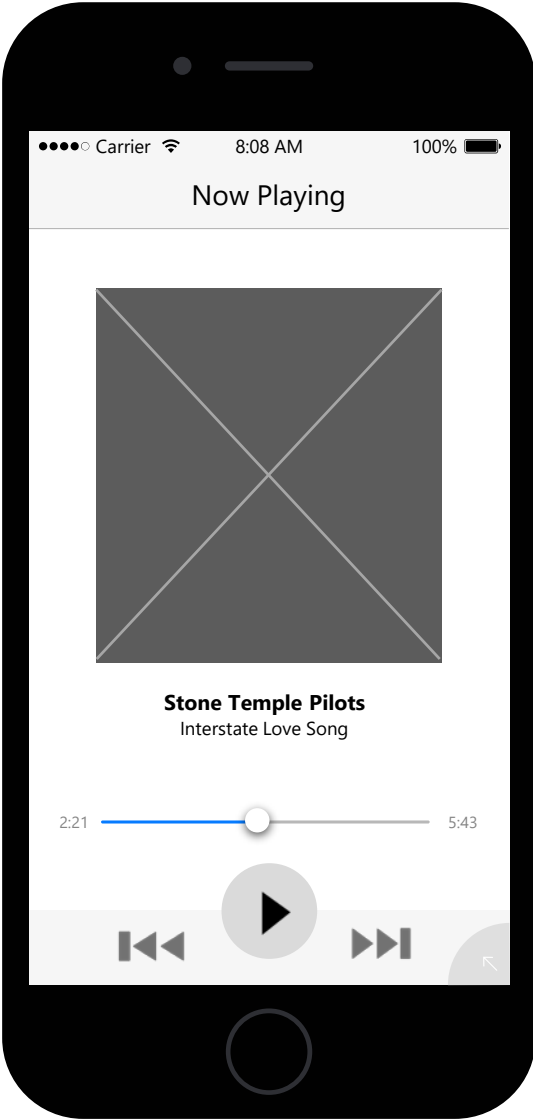 Carrier 8:08 AM 100%
Now Playing
Stone Temple Pilots
Interstate Love Song
2:21 5:43